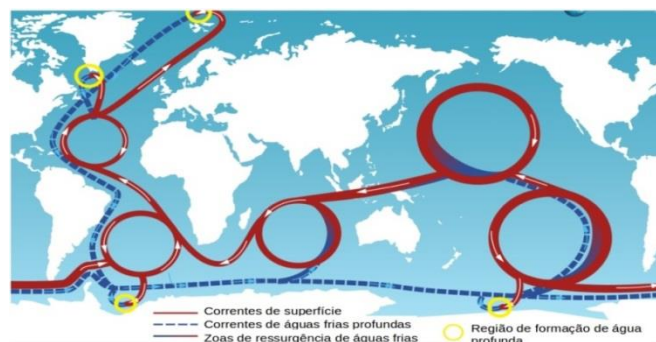 Correntes de superfície
Correntes de águas frias profundas
Zoas de ressurgência de águas frias
Região de formação de água
profunda